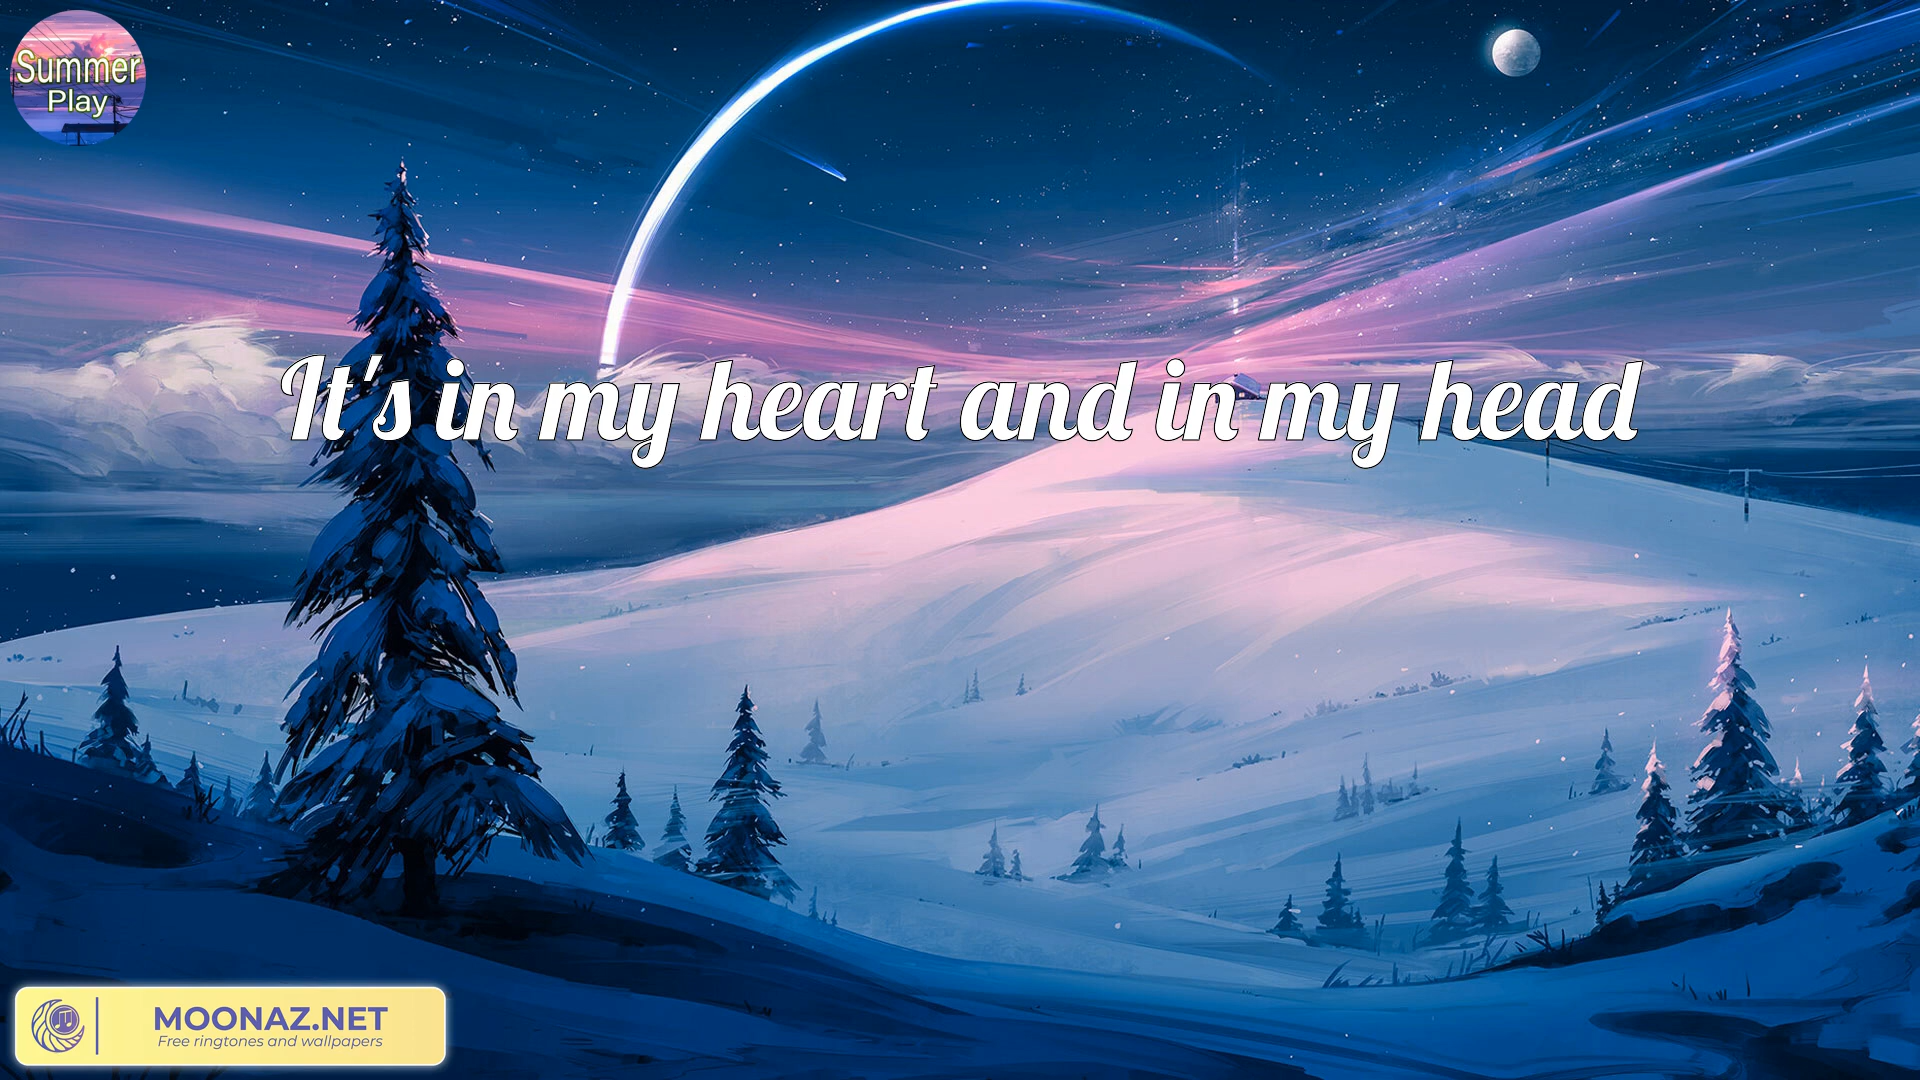 Summer
Play
It's in my heart and in my head
MOONAZ.NET
Free ringtones and wallpapers